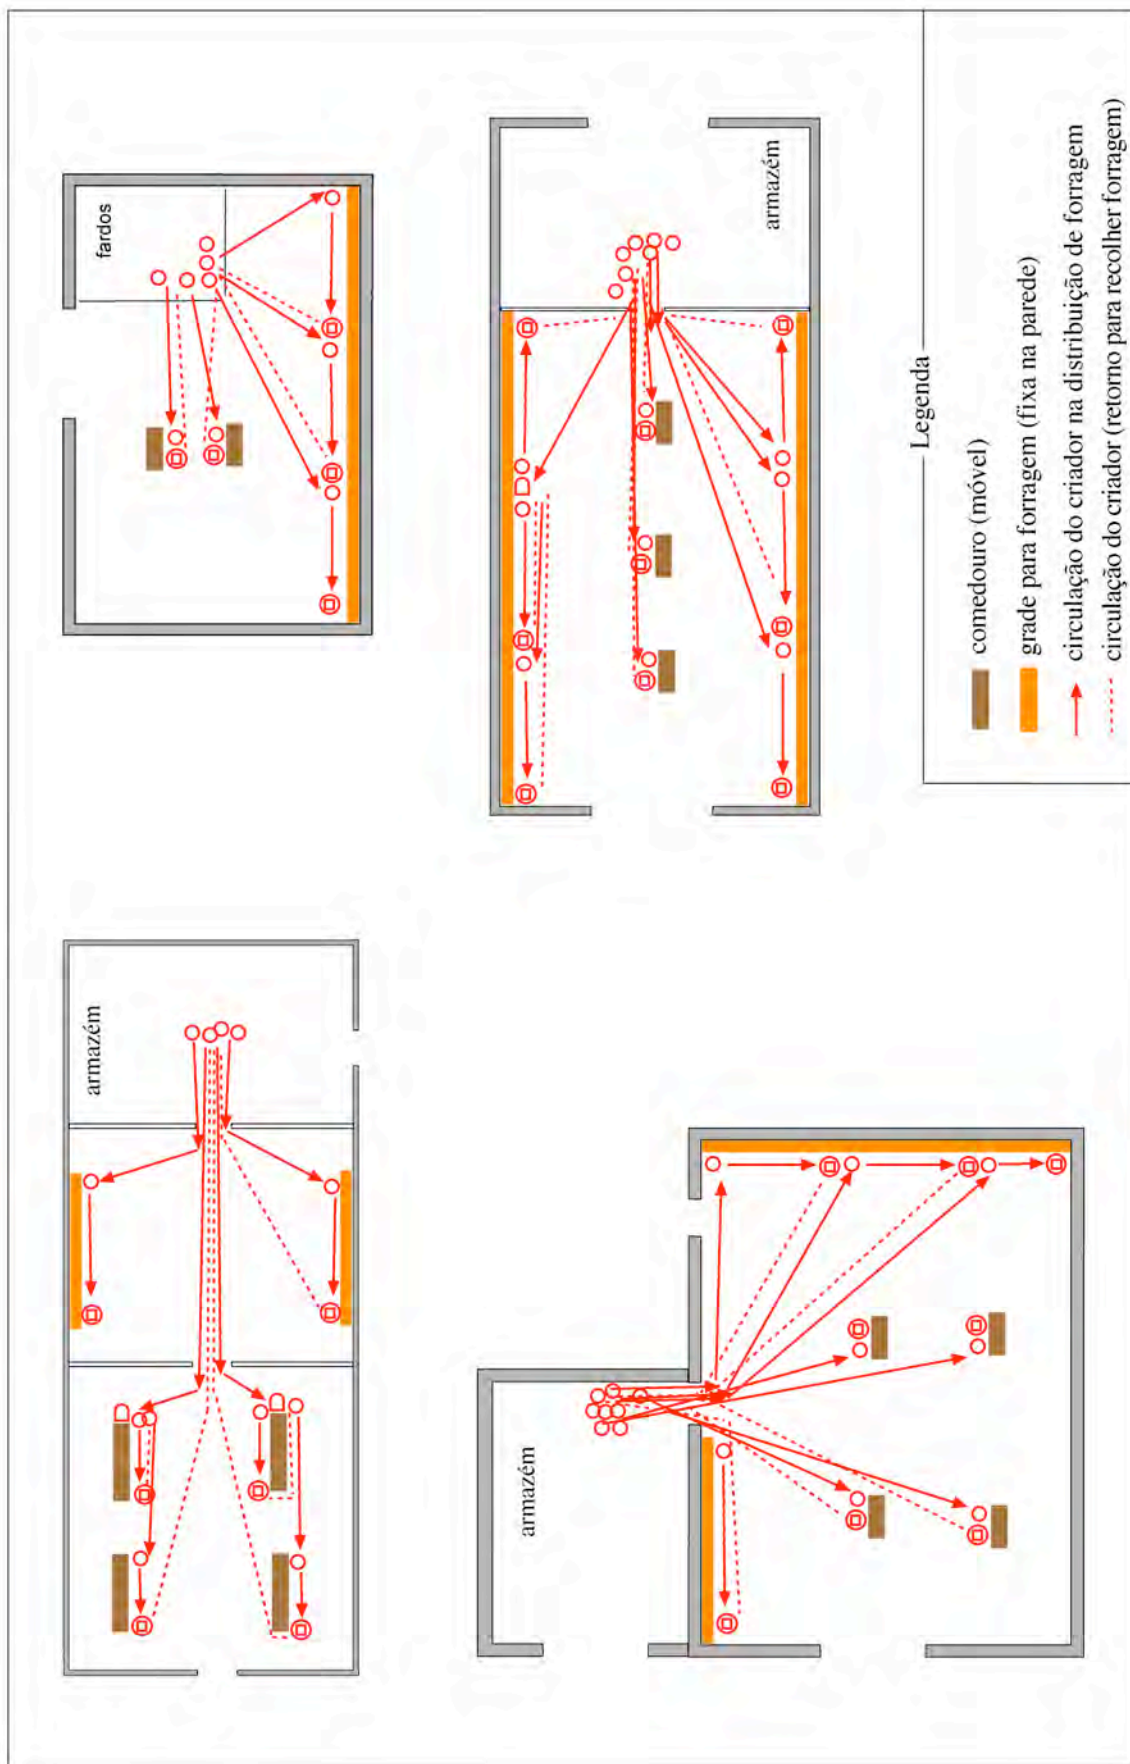 armazém
fardos
armazém
armazém
Legenda
comedouro (móvel)
grade para forragem (fixa na parede)
circulação do criador na distribuição de forragem
circulação do criador (retorno para recolher forragem)